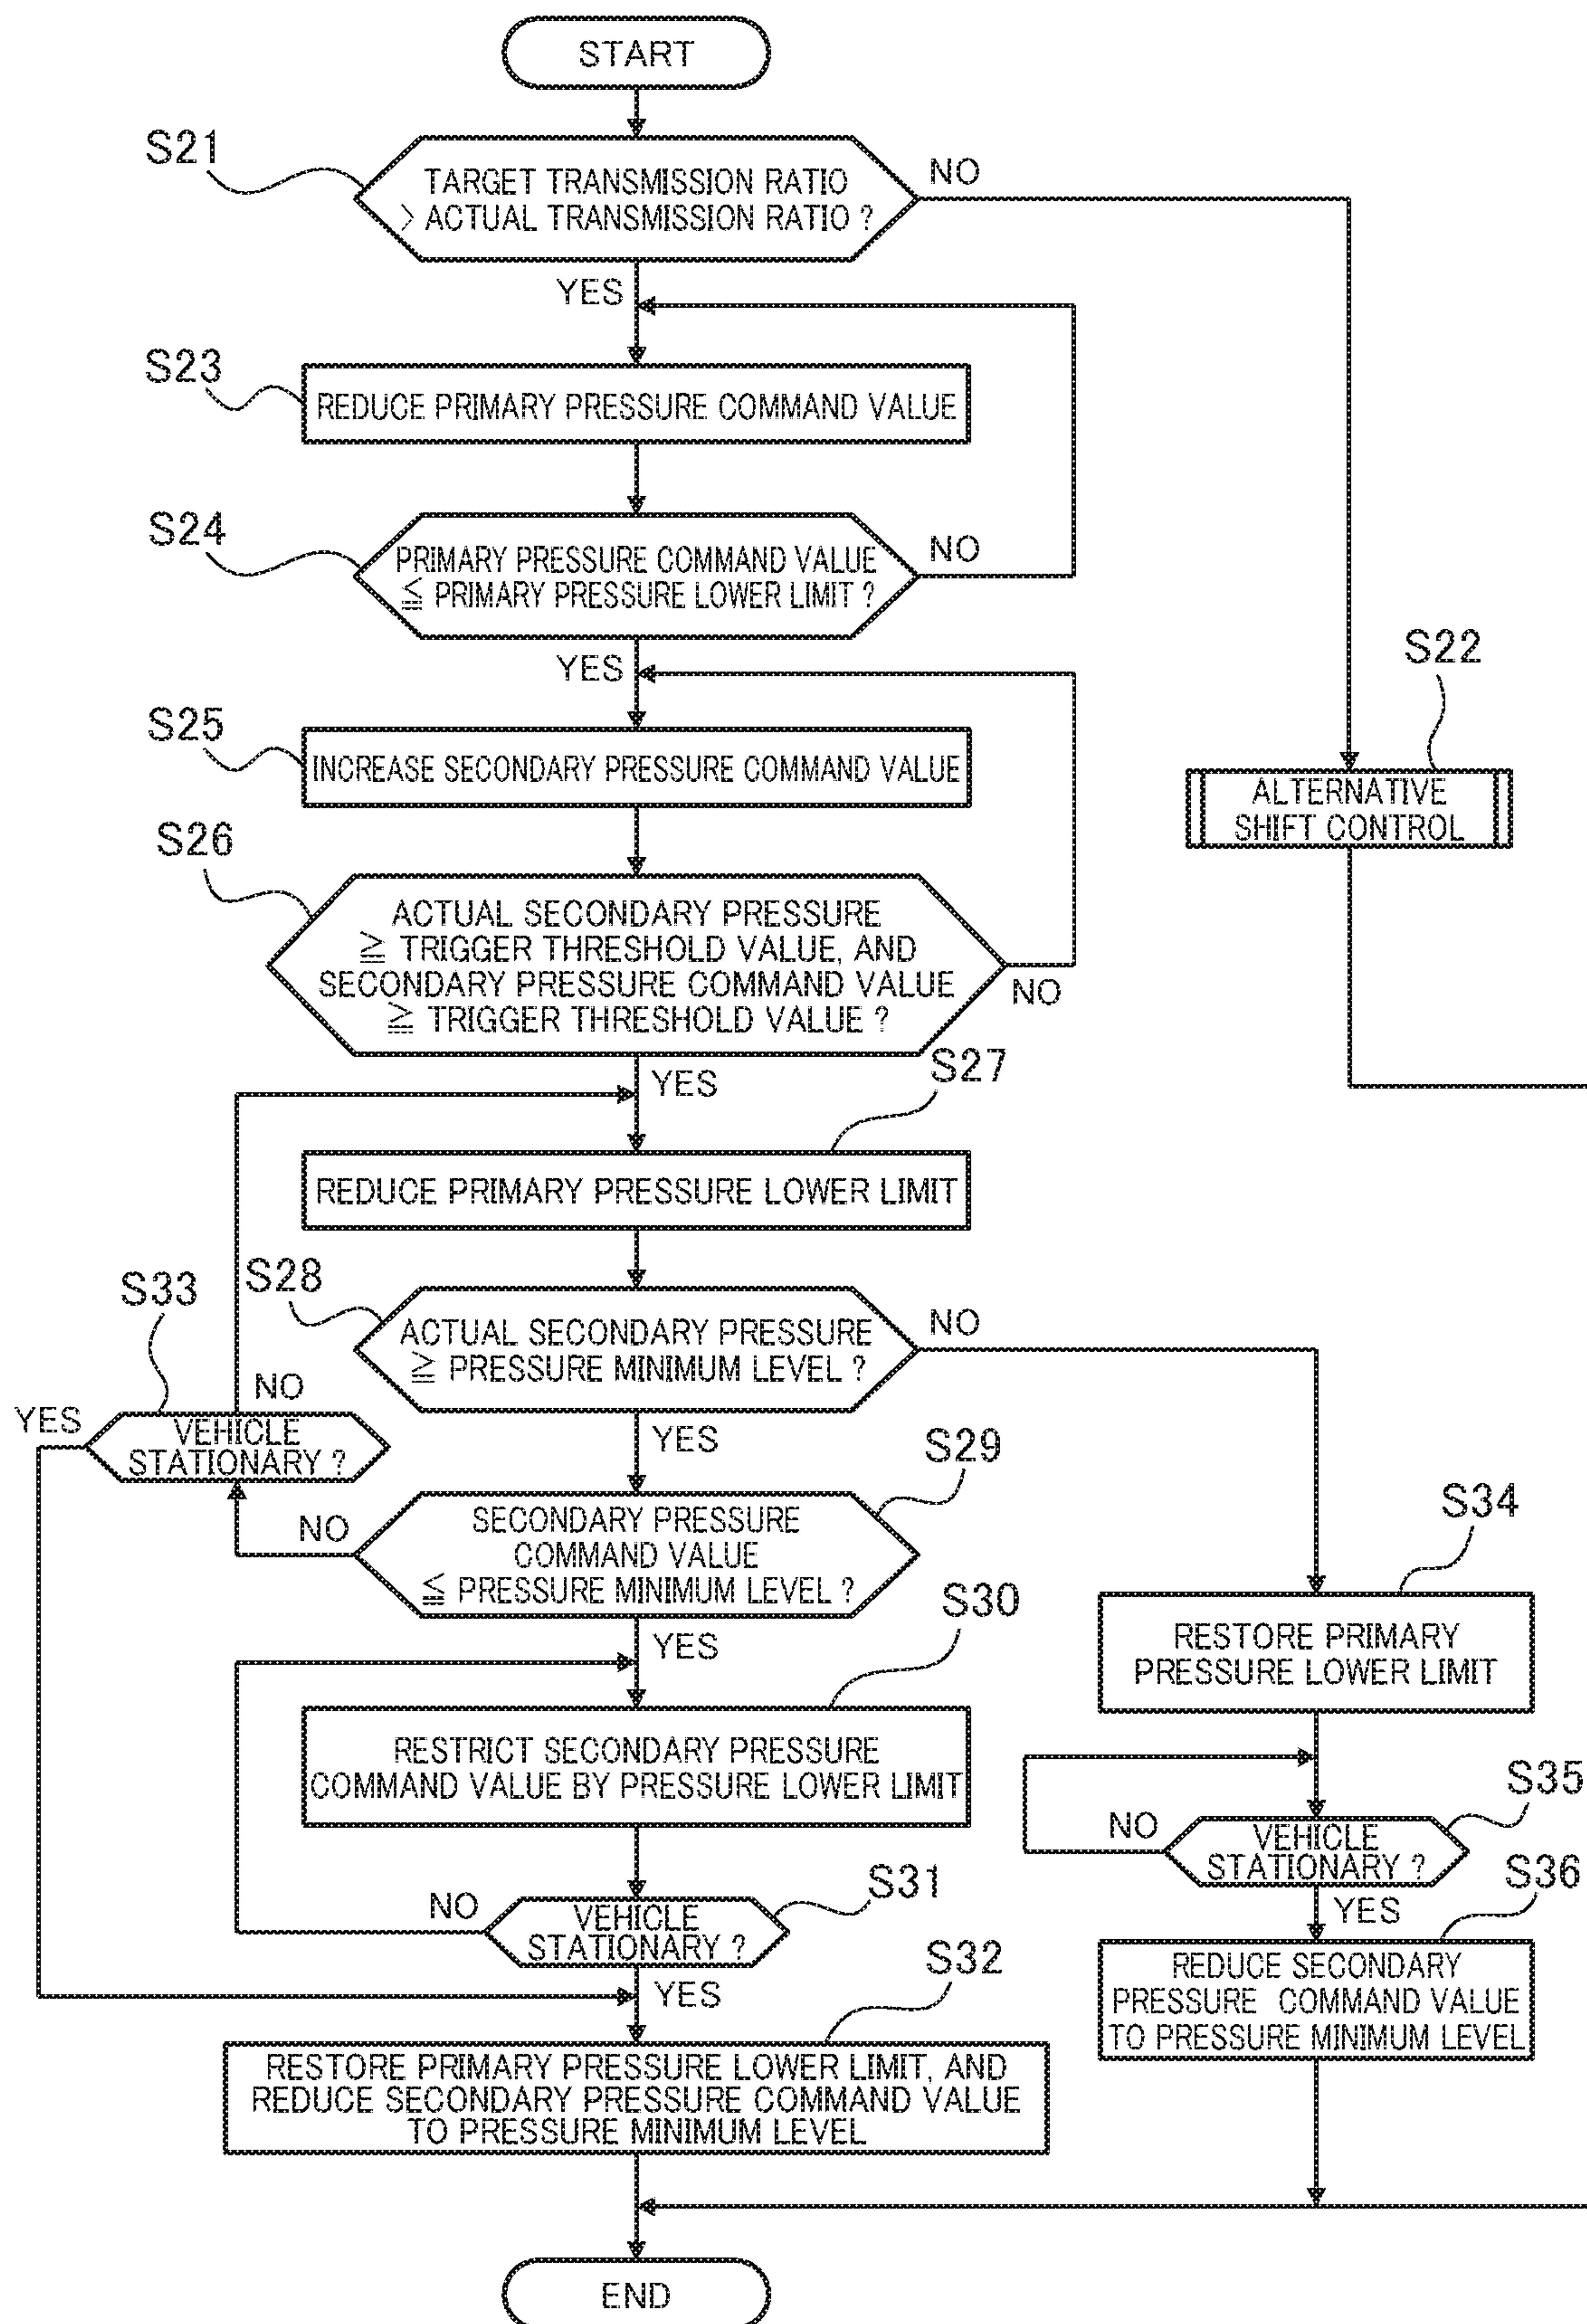 START
S21
TARGET TRANSMISSION RATIO
> ACTUAL TRANSMISSION RATIO ?
NO
YES
S23
REDUCE PRIMARY PRESSURE COMMAND VALUE
S24
PRIMARY PRESSURE COMMAND VALUE
≦ PRIMARY PRESSURE LOWER LIMIT ?
NO
YES
S22
ALTERNATIVE
SHIFT CONTROL
S25
INCREASE SECONDARY PRESSURE COMMAND VALUE
S26
ACTUAL SECONDARY PRESSURE
≧ TRIGGER THRESHOLD VALUE, AND
SECONDARY PRESSURE COMMAND VALUE
≧ TRIGGER THRESHOLD VALUE ?
NO
YES
S27
REDUCE PRIMARY PRESSURE LOWER LIMIT
S28
ACTUAL SECONDARY PRESSURE
≧ PRESSURE MINIMUM LEVEL ?
NO
YES
S33
NO
YES
VEHICLE
STATIONARY ?
S29
NO
SECONDARY PRESSURE
COMMAND VALUE
≦ PRESSURE MINIMUM LEVEL ?
YES
S30
RESTRICT SECONDARY PRESSURE
COMMAND VALUE BY PRESSURE LOWER LIMIT
S31
NO
VEHICLE
STATIONARY ?
YES
S32
RESTORE PRIMARY PRESSURE LOWER LIMIT, AND
REDUCE SECONDARY PRESSURE COMMAND VALUE
TO PRESSURE MINIMUM LEVEL
S34
RESTORE PRIMARY
PRESSURE LOWER LIMIT
S35
NO
VEHICLE
STATIONARY ?
YES
S36
REDUCE SECONDARY
PRESSURE COMMAND VALUE
TO PRESSURE MINIMUM LEVEL
END